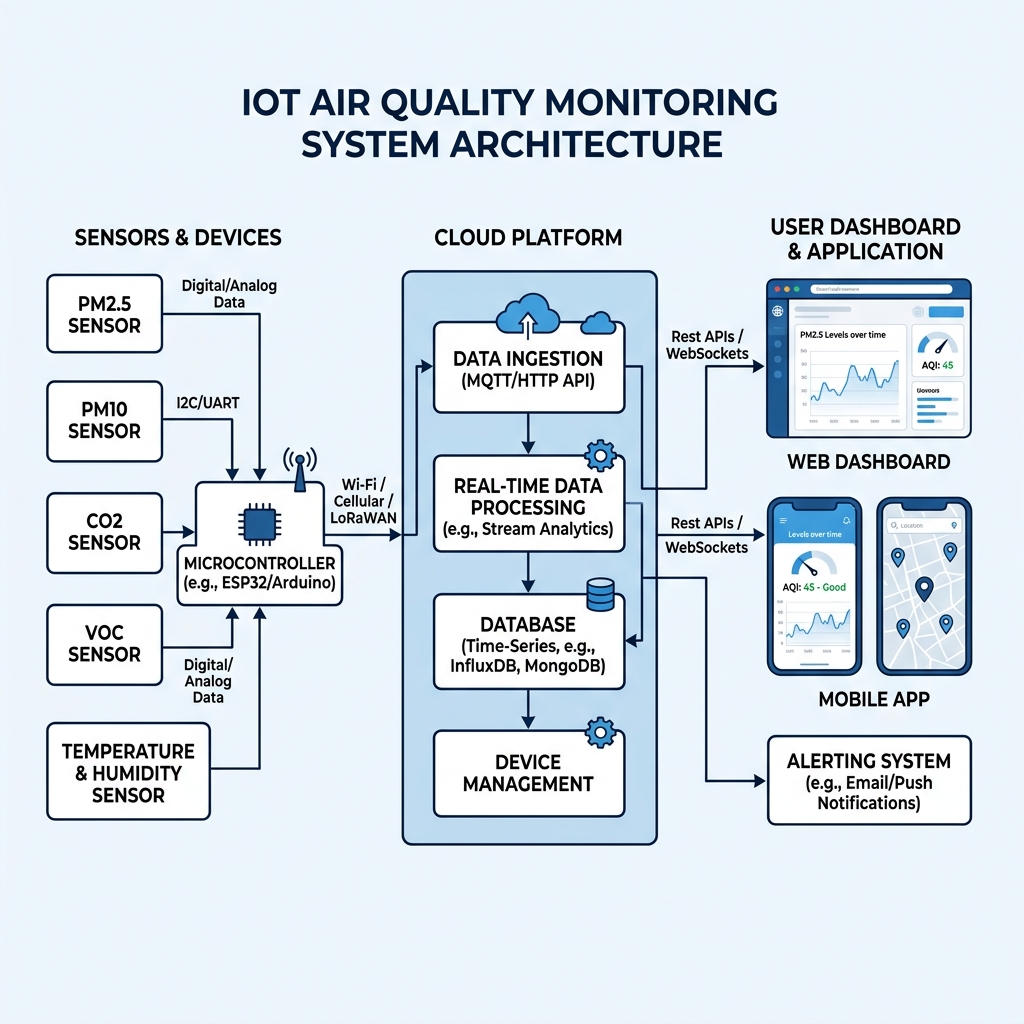 IOT AIR QUALITY MONITORING
SYSTEM ARCHITECTURE
SENSORS & DEVICES
PM2.5
SENSOR
Digital/Analog
Data
PM10
SENSOR
I2C/UART
CO2
SENSOR
VOC
SENSOR
Digital/
Analog
Data
TEMPERATURE
& HUMIDITY
SENSOR
MICROCONTROLLER
(e.g., ESP32/Arduino)
Wi-Fi /
Cellular /
LoRaWAN
CLOUD PLATFORM
DATA INGESTION
(MQTT/HTTP API)
REAL-TIME DATA
PROCESSING
(e.g., Stream Analytics)
DATABASE
(Time-Series, e.g.,
InfluxDB, MongoDB)
DEVICE
MANAGEMENT
Rest APIs /
WebSockets
Rest APIs /
WebSockets
USER DASHBOARD
& APPLICATION
PM2.5 Levels over time
AQI: 45
WEB DASHBOARD
Levels over time
AQI: 45 - Good
Location
MOBILE APP
ALERTING SYSTEM
(e.g., Email/Push
Notifications)